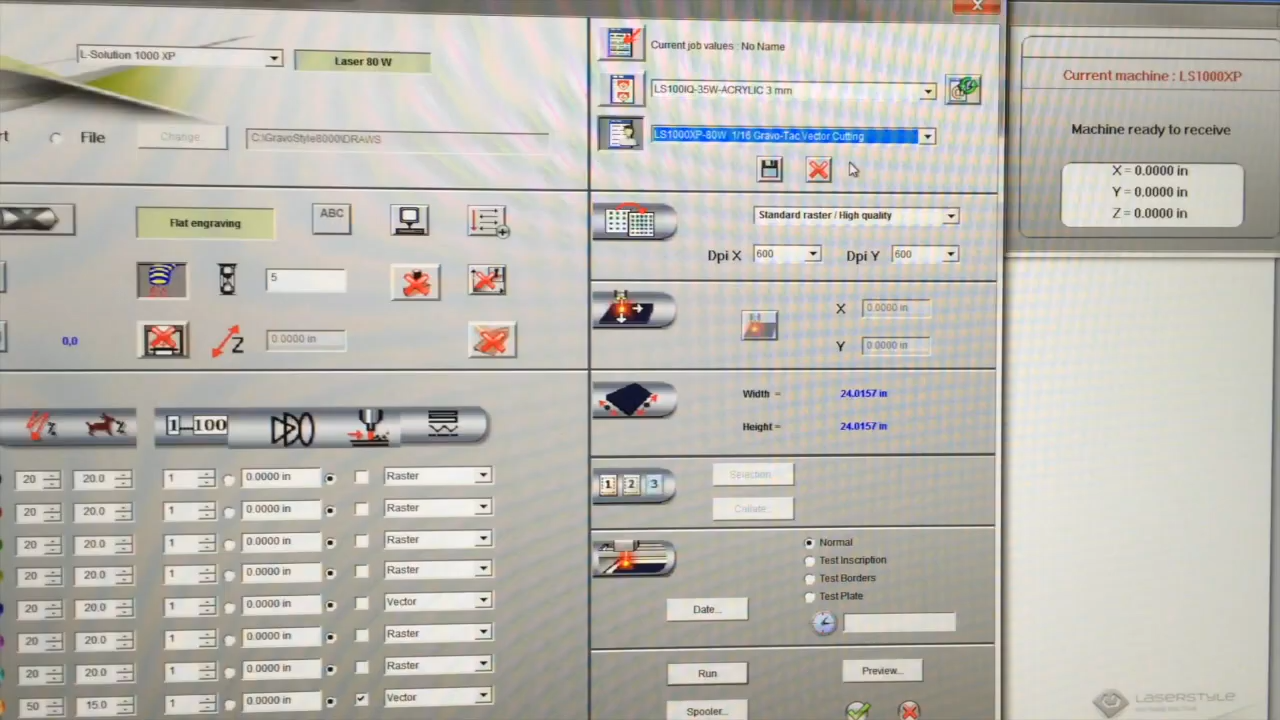 L-Solution 1000 XP
Laser 80 W
File
Change...
C:\GravoStyle8000\DRAWS
Flat engraving
ABC
5
0,0
Z
0.0000 in
Z
Z
1
100
20 20.0 1 0.0000 in Raster
20 20.0 1 0.0000 in Raster
20 20.0 1 0.0000 in Raster
20 20.0 1 0.0000 in Raster
20 20.0 1 0.0000 in Vector
20 20.0 1 0.0000 in Raster
20 20.0 1 0.0000 in Raster
50 15.0 1 0.0000 in Vector
Current job values : No Name
LS100IQ-35W-ACRYLIC 3 mm
LS1000XP-80W 1/16 Gravo-Tac Vector Cutting
Standard raster / High quality
Dpi X 600 Dpi Y 600
X 0.0000 in
Y 0.0000 in
Width = 24.0157 in
Height = 24.0157 in
1 2 3
Selection
Collate...
Normal
Test Inscription
Test Borders
Test Plate
Date...
Run
Preview...
Spooler...
Current machine : LS1000XP
Machine ready to receive
X = 0.0000 in
Y = 0.0000 in
Z = 0.0000 in
LASERSTYLE